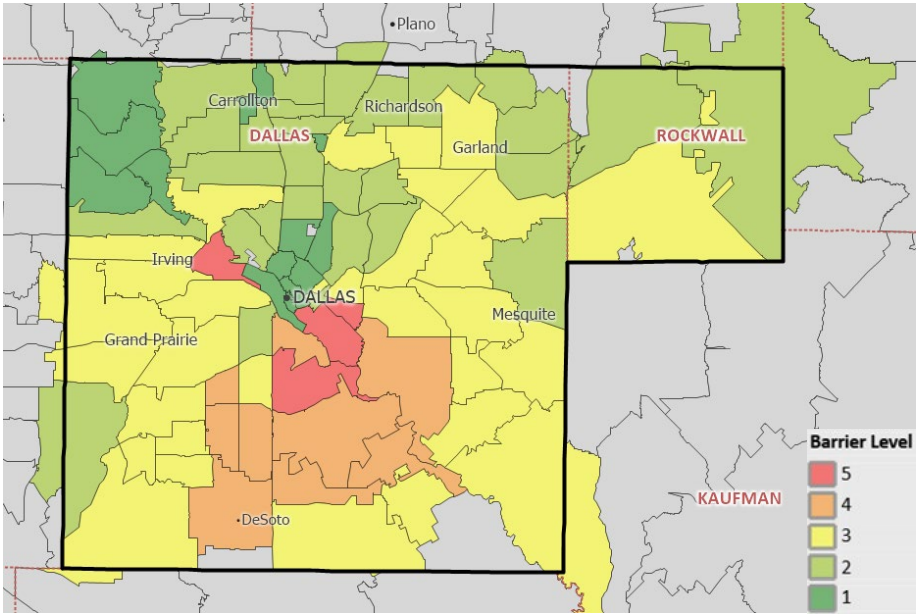 Plano
Carrollton
Richardson
DALLAS
ROCKWALL
Garland
Irving
DALLAS
Mesquite
Grand Prairie
Barrier Level
5
KAUFMAN
4
DeSoto
3
2
1